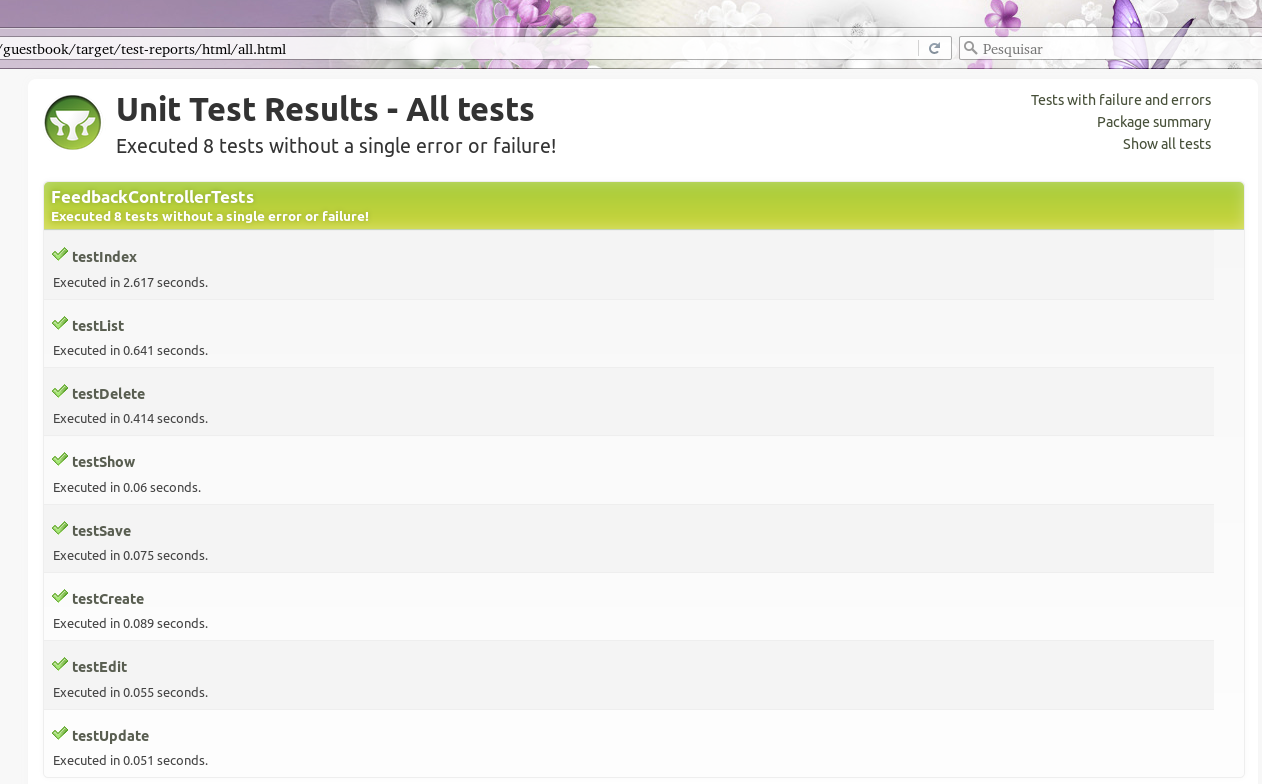 /guestbook/target/test-reports/html/all.html
Pesquisar
Unit Test Results - All tests
Executed 8 tests without a single error or failure!
Tests with failure and errors
Package summary
Show all tests
FeedbackControllerTests
Executed 8 tests without a single error or failure!
testIndex
Executed in 2.617 seconds.
testList
Executed in 0.641 seconds.
testDelete
Executed in 0.414 seconds.
testShow
Executed in 0.06 seconds.
testSave
Executed in 0.075 seconds.
testCreate
Executed in 0.089 seconds.
testEdit
Executed in 0.055 seconds.
testUpdate
Executed in 0.051 seconds.